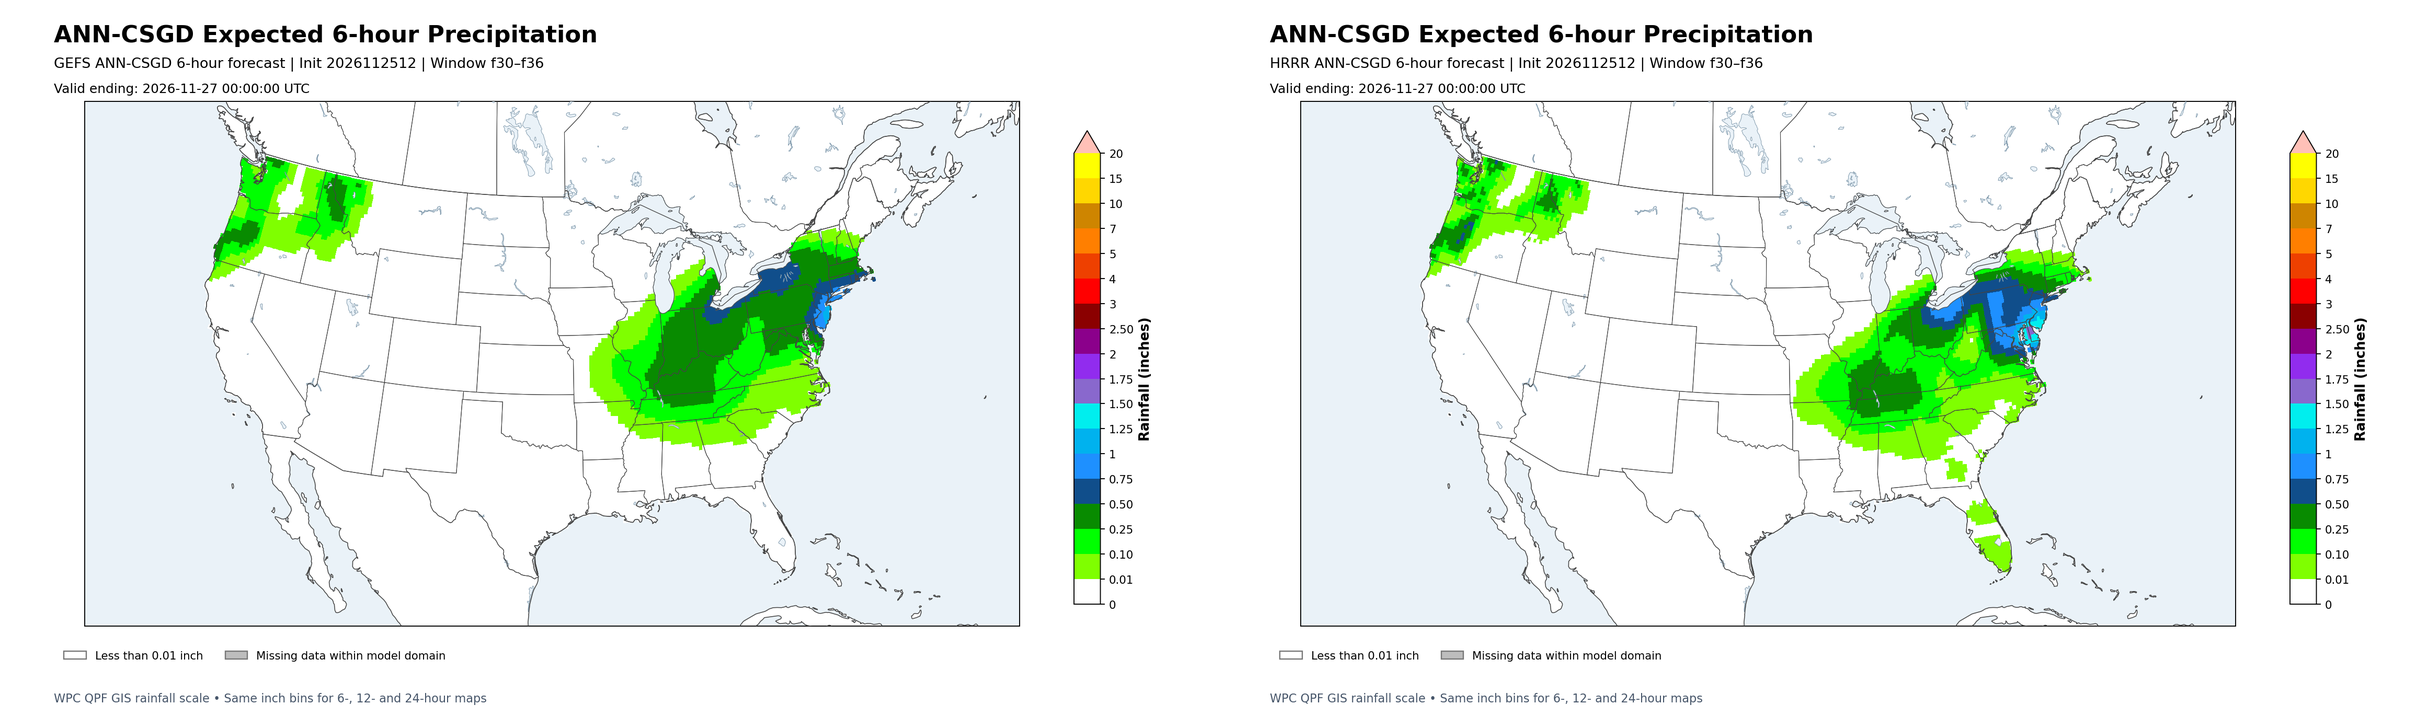 ANN-CSGD Expected 6-hour Precipitation
GEFS ANN-CSGD 6-hour forecast | Init 2026112512 | Window f30–f36
Valid ending: 2026-11-27 00:00:00 UTC
20
15
10
7
5
4
3
2.50
2
1.75
1.50
1.25
1
0.75
0.50
0.25
0.10
0.01
0
Rainfall (inches)
Less than 0.01 inch
Missing data within model domain
WPC QPF GIS rainfall scale • Same inch bins for 6-, 12- and 24-hour maps
ANN-CSGD Expected 6-hour Precipitation
HRRR ANN-CSGD 6-hour forecast | Init 2026112512 | Window f30–f36
Valid ending: 2026-11-27 00:00:00 UTC
20
15
10
7
5
4
3
2.50
2
1.75
1.50
1.25
1
0.75
0.50
0.25
0.10
0.01
0
Rainfall (inches)
Less than 0.01 inch
Missing data within model domain
WPC QPF GIS rainfall scale • Same inch bins for 6-, 12- and 24-hour maps